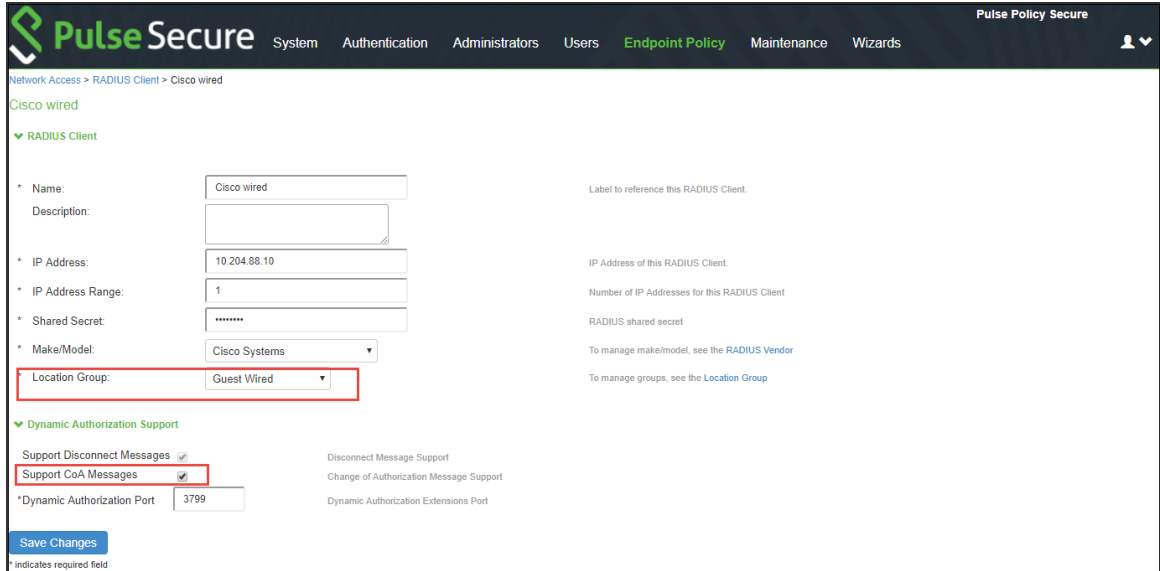 Pulse Policy Secure
Pulse Secure System Authentication Administrators Users Endpoint Policy Maintenance Wizards
Network Access > RADIUS Client > Cisco wired
Cisco wired
RADIUS Client
* Name: Cisco wired Label to reference this RADIUS Client.
Description:
* IP Address: 10.204.88.10 IP Address of this RADIUS Client.
* IP Address Range: 1 Number of IP Addresses for this RADIUS Client
* Shared Secret: •••••••• RADIUS shared secret
* Make/Model: Cisco Systems To manage make/model, see the RADIUS Vendor
* Location Group: Guest Wired To manage groups, see the Location Group
Dynamic Authorization Support
Support Disconnect Messages Disconnect Message Support
Support CoA Messages Change of Authorization Message Support
*Dynamic Authorization Port 3799 Dynamic Authorization Extensions Port
Save Changes
* indicates required field